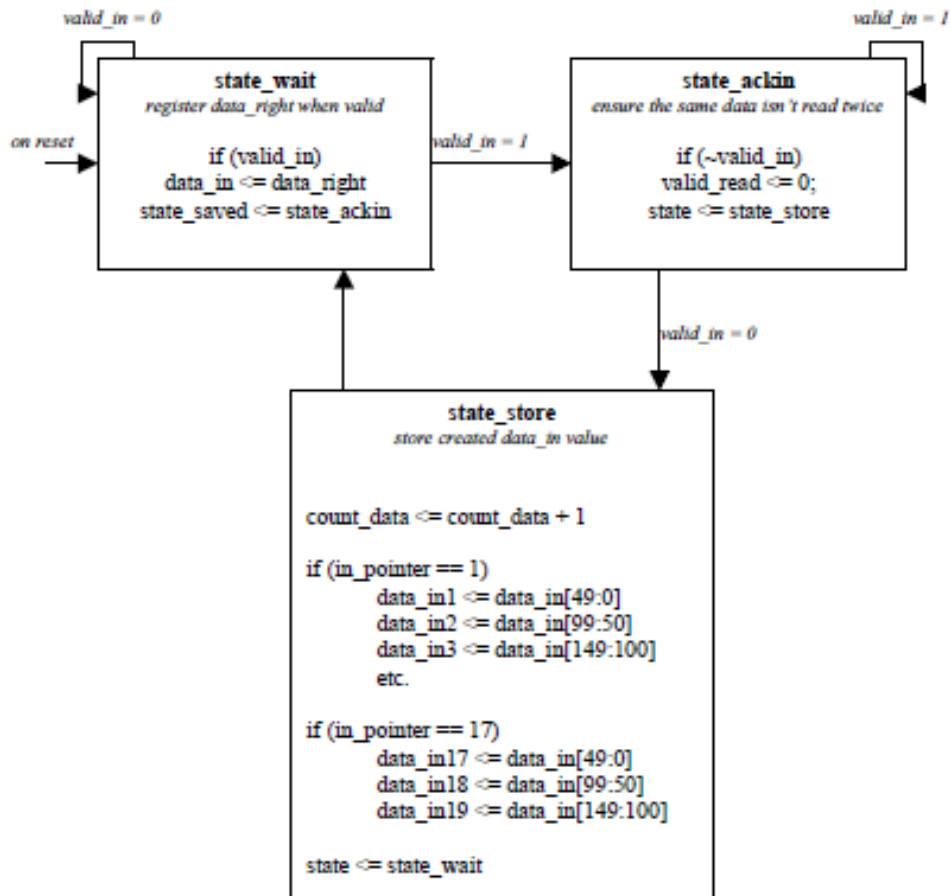 valid_in = 0
valid_in = 1
state_wait
register data_right when valid
if (valid_in)
data_in <= data_right
state_saved <= state_ackin
on reset
valid_in = 1
state_ackin
ensure the same data isn't read twice
if (~valid_in)
valid_read <= 0;
state <= state_store
valid_in = 0
state_store
store created data_in value
count_data <= count_data + 1
if (in_pointer == 1)
data_in1 <= data_in[49:0]
data_in2 <= data_in[99:50]
data_in3 <= data_in[149:100]
etc.
if (in_pointer == 17)
data_in17 <= data_in[49:0]
data_in18 <= data_in[99:50]
data_in19 <= data_in[149:100]
state <= state_wait